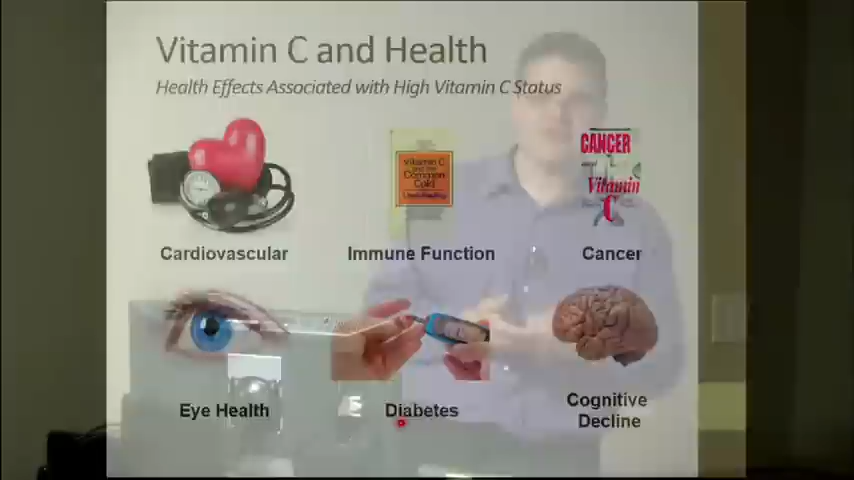 Vitamin C and Health
Health Effects Associated with High Vitamin C Status
Vitamin C
and the
Common
Cold
CANCER
Vitamin
C
Cardiovascular
Immune Function
Cancer
Eye Health
Diabetes
Cognitive
Decline